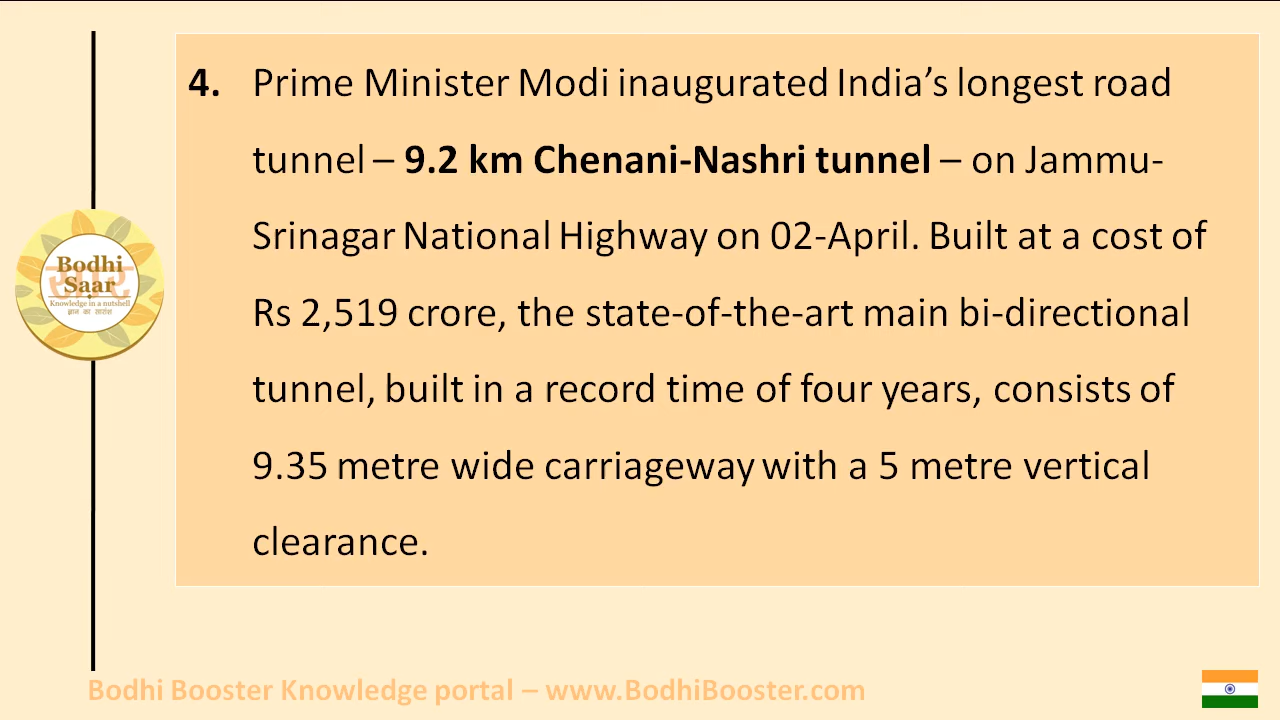 4. Prime Minister Modi inaugurated India’s longest road
tunnel – 9.2 km Chenani-Nashri tunnel – on Jammu-
Srinagar National Highway on 02-April. Built at a cost of
Rs 2,519 crore, the state-of-the-art main bi-directional
tunnel, built in a record time of four years, consists of
9.35 metre wide carriageway with a 5 metre vertical
clearance.
Bodhi
Saar
Knowledge in a nutshell
ज्ञान का सारांश
Bodhi Booster Knowledge portal – www.BodhiBooster.com